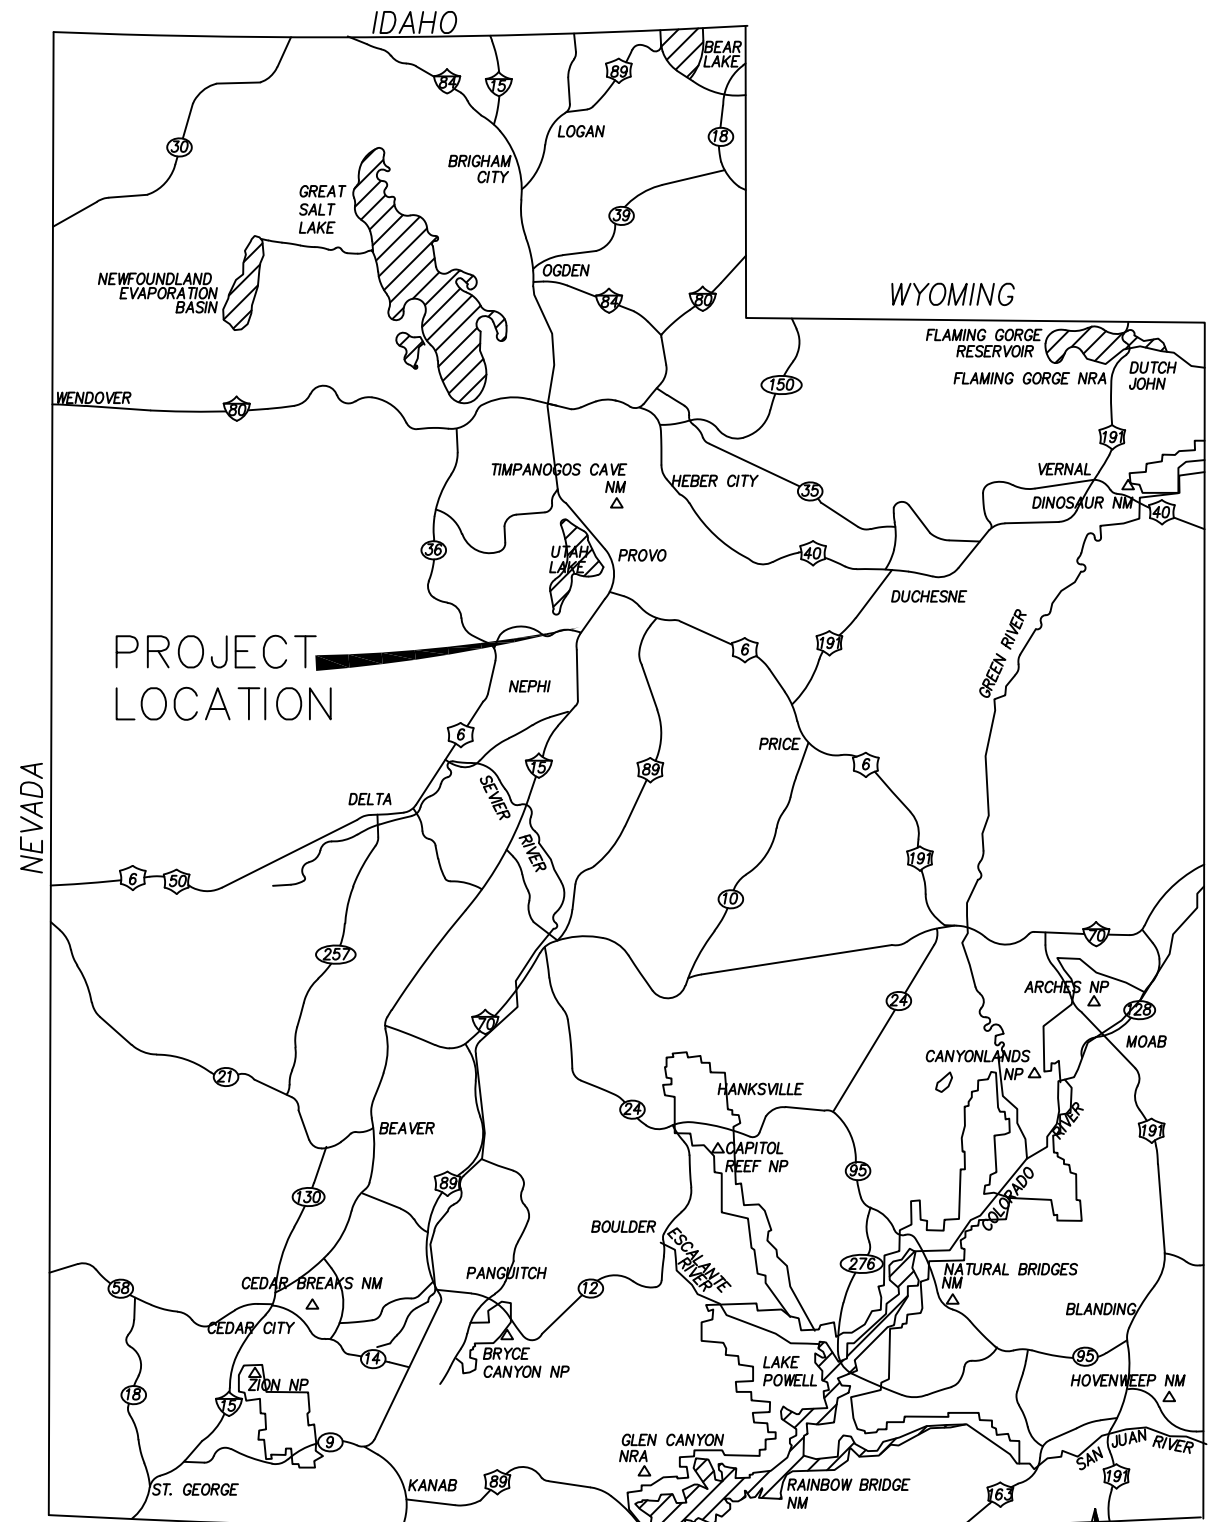 IDAHO
BEAR
LAKE
84
15
89
30
LOGAN
18
BRIGHAM
CITY
GREAT
SALT
LAKE
39
NEWFOUNDLAND
EVAPORATION
BASIN
OGDEN
84
80
WYOMING
FLAMING GORGE
RESERVOIR
FLAMING GORGE NRA
DUTCH
JOHN
150
WENDOVER
80
191
TIMPANOGOS CAVE
NM
HEBER CITY
35
VERNAL
DINOSAUR NM
40
36
UTAH
LAKE
PROVO
40
DUCHESNE
PROJECT
LOCATION
6
191
GREEN RIVER
NEPHI
6
15
89
PRICE
6
NEVADA
DELTA
SEVIER
RIVER
6
50
191
10
257
70
ARCHES NP
24
128
70
MOAB
CANYONLANDS
NP
21
HANKSVILLE
24
RIVER
191
BEAVER
CAPITOL
REEF NP
95
130
89
COLORADO
BOULDER
ESCALANTE
RIVER
276
NATURAL BRIDGES
NM
58
CEDAR BREAKS NM
PANGUITCH
12
BLANDING
CEDAR CITY
14
BRYCE
CANYON NP
LAKE
POWELL
95
HOVENWEEP NM
18
ZION NP
15
9
GLEN CANYON
NRA
SAN JUAN RIVER
191
ST. GEORGE
KANAB
89
RAINBOW BRIDGE
NM
163